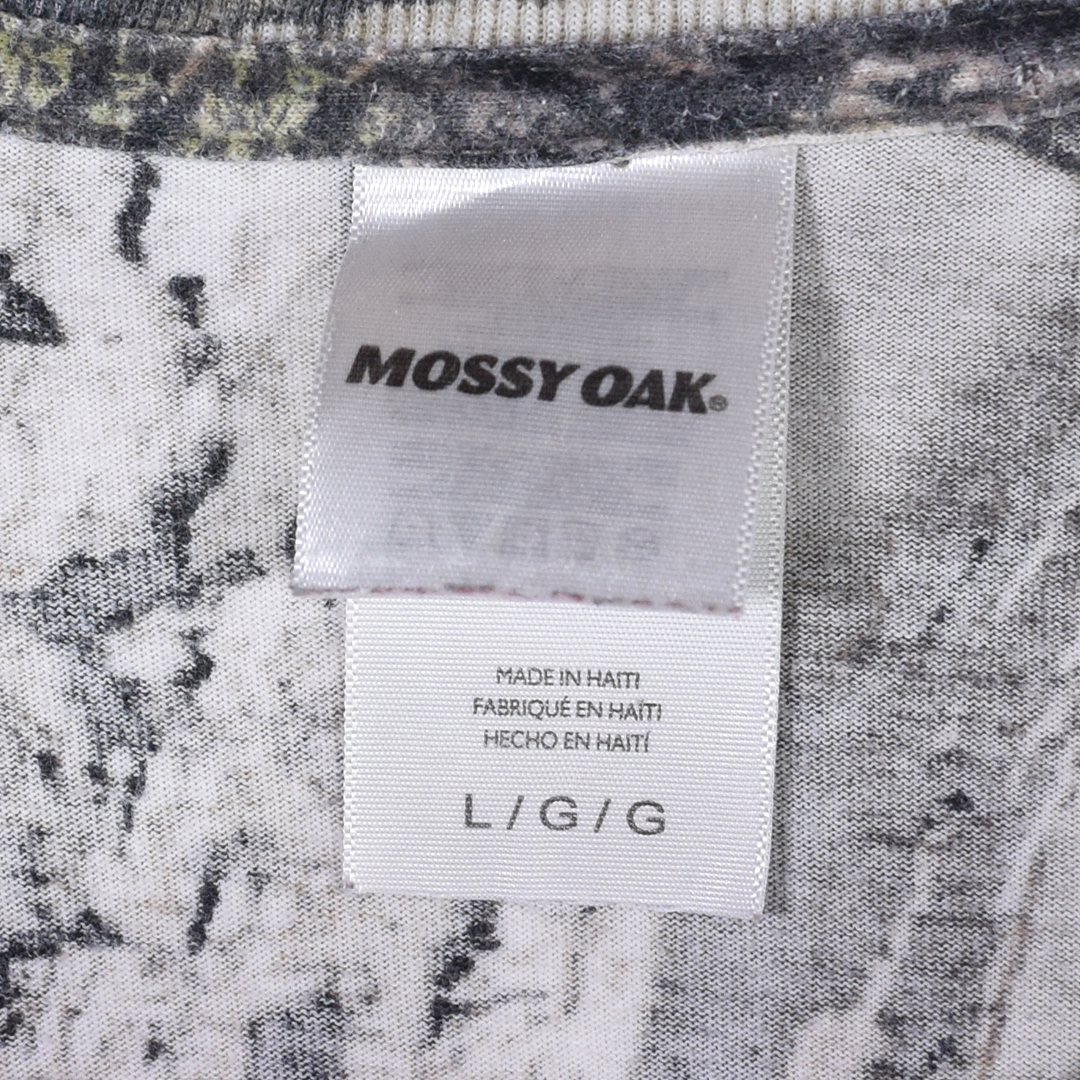 MOSSY OAK®
MADE IN HAITI
FABRIQUÉ EN HAÏTI
HECHO EN HAITÍ
L / G / G